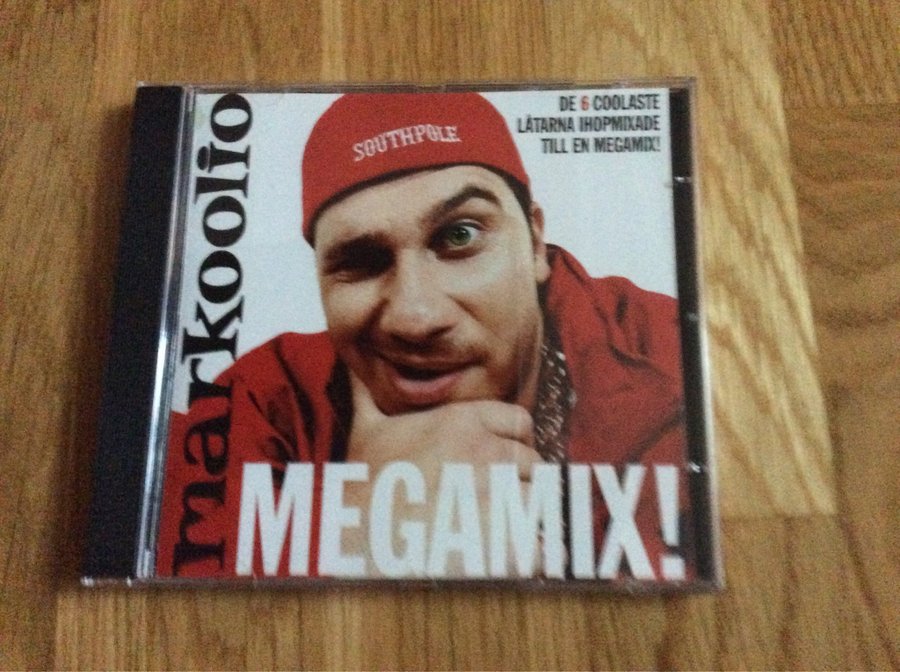 markoolio
SOUTHPOLE
DE 6 COOLASTE
LÅTARNA IHOPMIXADE
TILL EN MEGAMIX!
MEGAMIX!